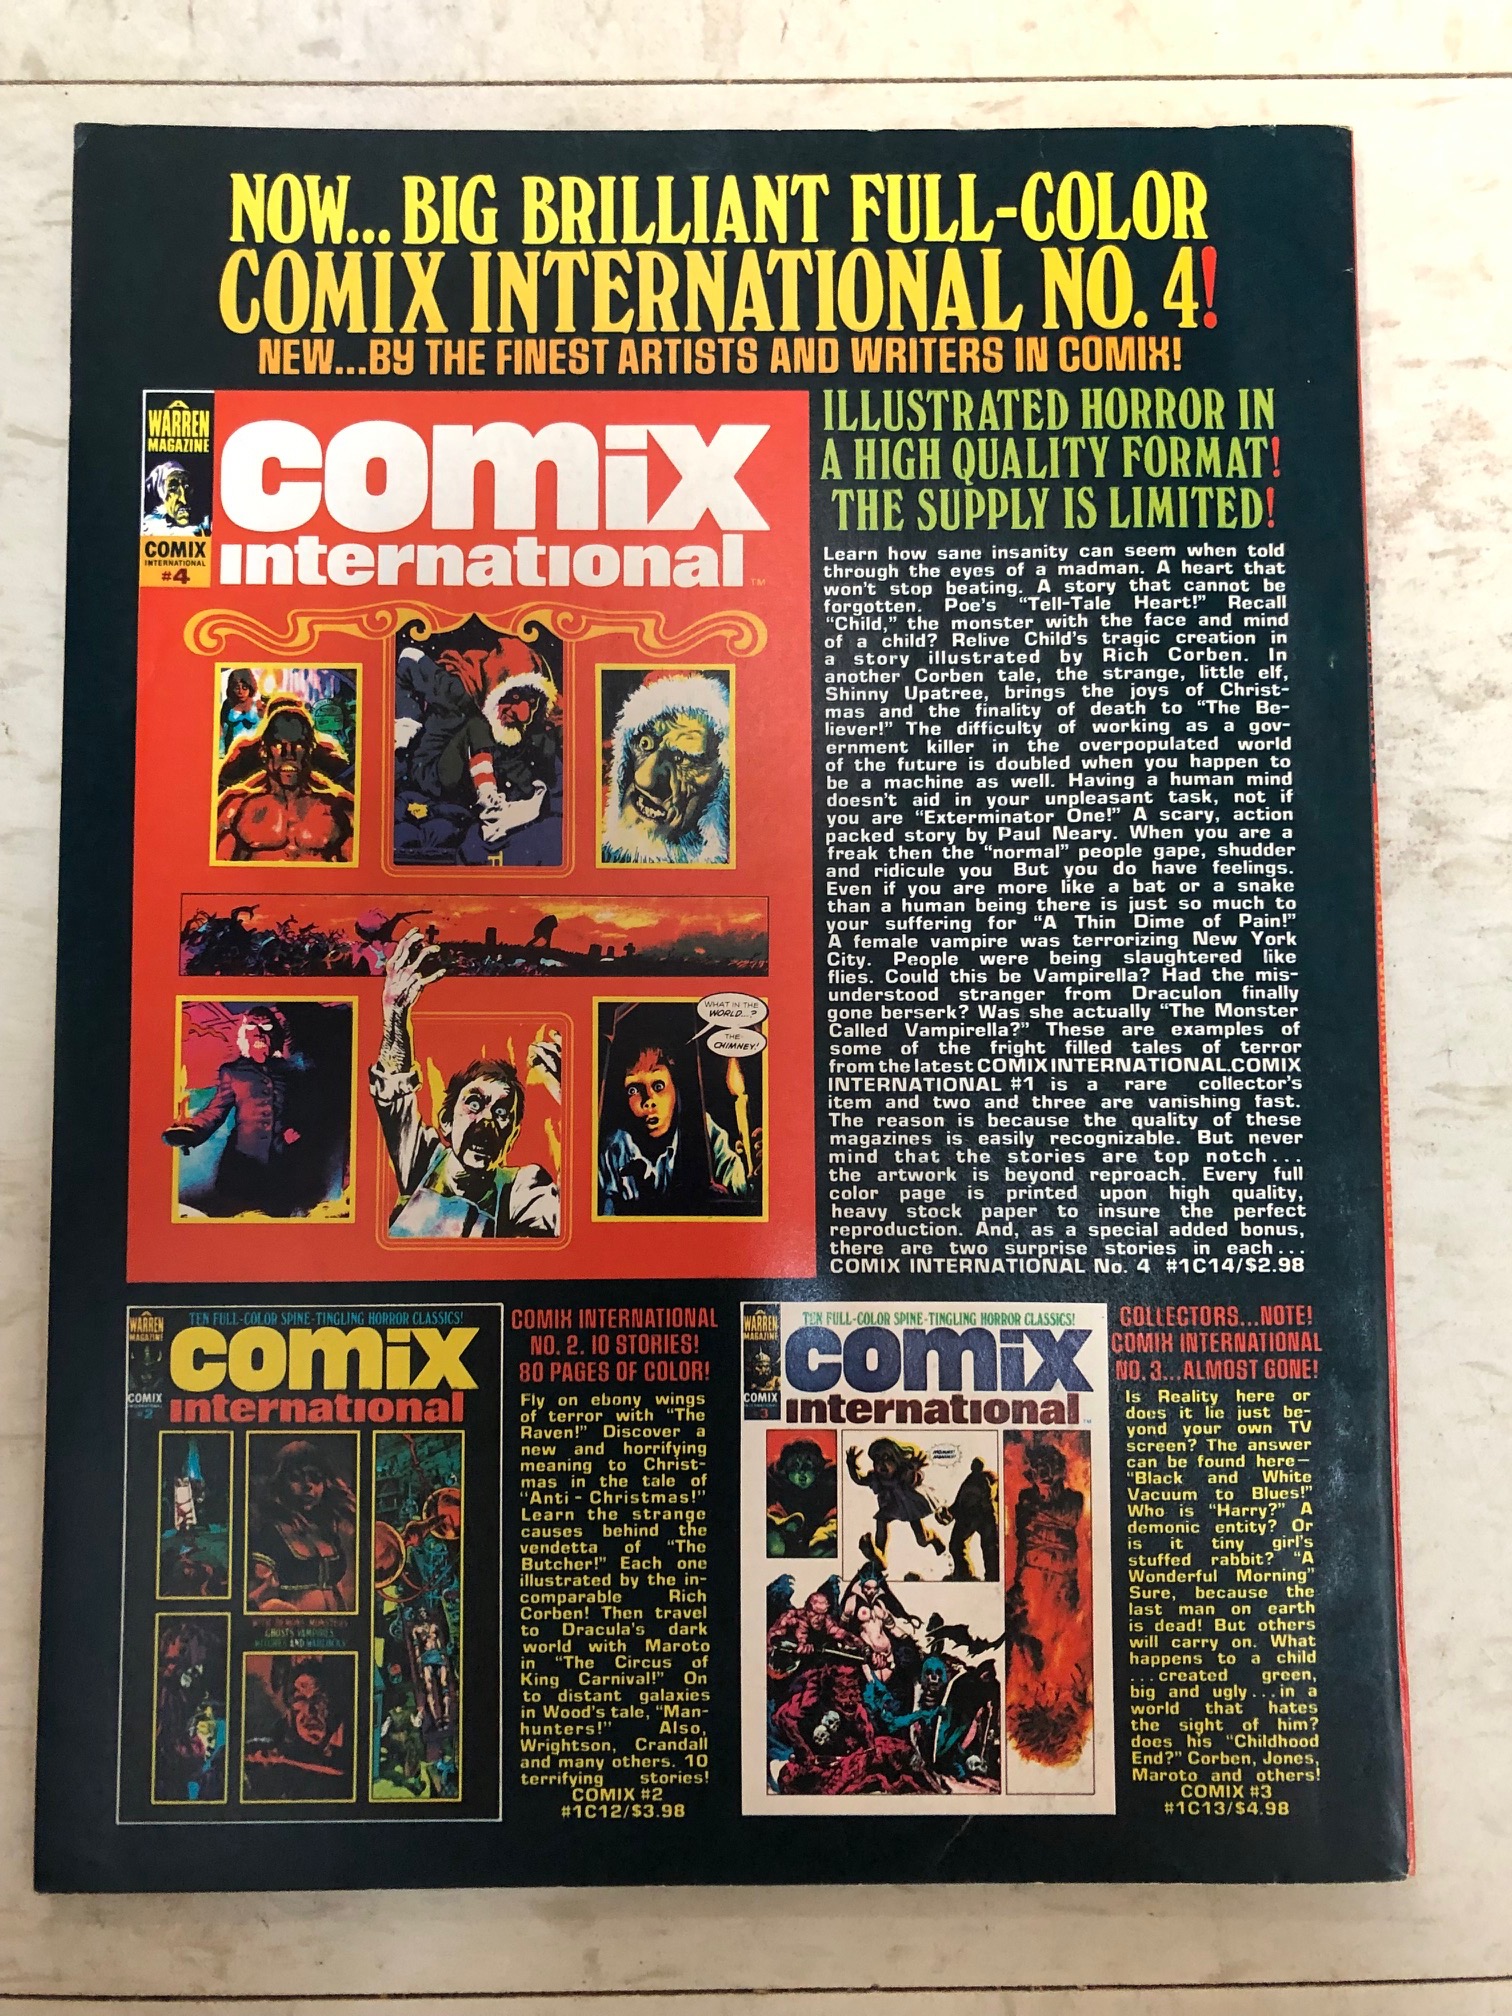 NOW... BIG BRILLIANT FULL-COLOR
COMIX INTERNATIONAL NO. 4!
NEW...BY THE FINEST ARTISTS AND WRITERS IN COMIX!
A
WARREN
MAGAZINE
COMIX
INTERNATIONAL
#4
comix
international TM
WHAT IN THE
WORLD...?
THE
CHIMNEY!
ILLUSTRATED HORROR IN
A HIGH QUALITY FORMAT!
THE SUPPLY IS LIMITED!
Learn how sane insanity can seem when told
through the eyes of a madman. A heart that
won't stop beating. A story that cannot be
forgotten. Poe's "Tell-Tale Heart!" Recall
"Child," the monster with the face and mind
of a child? Relive Child's tragic creation in
a story illustrated by Rich Corben. In
another Corben tale, the strange, little elf,
Shinny Upatree, brings the joys of Christ-
mas and the finality of death to "The Be-
liever!" The difficulty of working as a gov-
ernment killer in the overpopulated world
of the future is doubled when you happen to
be a machine as well. Having a human mind
doesn't aid in your unpleasant task, not if
you are "Exterminator One!" A scary, action
packed story by Paul Neary. When you are a
freak then the "normal" people gape, shudder
and ridicule you But you do have feelings.
Even if you are more like a bat or a snake
than a human being there is just so much to
your suffering for "A Thin Dime of Pain!"
A female vampire was terrorizing New York
City. People were being slaughtered like
flies. Could this be Vampirella? Had the mis-
understood stranger from Draculon finally
gone berserk? Was she actually "The Monster
Called Vampirella?" These are examples of
some of the fright filled tales of terror
from the latest COMIX INTERNATIONAL.COMIX
INTERNATIONAL #1 is a rare collector's
item and two and three are vanishing fast.
The reason is because the quality of these
magazines is easily recognizable. But never
mind that the stories are top notch...
the artwork is beyond reproach. Every full
color page is printed upon high quality,
heavy stock paper to insure the perfect
reproduction. And, as a special added bonus,
there are two surprise stories in each...
COMIX INTERNATIONAL No. 4 #1C14/$2.98
TEN FULL-COLOR SPINE-TINGLING HORROR CLASSICS!
A
WARREN
MAGAZINE
COMIX
INTERNATIONAL
#2
comix
international
GHOSTS VAMPIRES
WITCHES AND WARLOCKS
COMIX INTERNATIONAL
NO. 2. 10 STORIES!
80 PAGES OF COLOR!
Fly on ebony wings
of terror with "The
Raven!" Discover a
new and horrifying
meaning to Christ-
mas in the tale of
"Anti - Christmas!"
Learn the strange
causes behind the
vendetta of "The
Butcher!" Each one
illustrated by the in-
comparable Rich
Corben! Then travel
to Dracula's dark
world with Maroto
in "The Circus of
King Carnival!" On
to distant galaxies
in Wood's tale, "Man-
hunters!" Also,
Wrightson, Crandall
and many others. 10
terrifying stories!
COMIX #2
#1C12/$3.98
TEN FULL-COLOR SPINE-TINGLING HORROR CLASSICS!
A
WARREN
MAGAZINE
COMIX
INTERNATIONAL
#3
comix
international TM
COLLECTORS...NOTE!
COMIX INTERNATIONAL
NO. 3...ALMOST GONE!
Is Reality here or
does it lie just be-
yond your own TV
screen? The answer
can be found here—
"Black and White
Vacuum to Blues!"
Who is "Harry?" A
demonic entity? Or
is it tiny girl's
stuffed rabbit? "A
Wonderful Morning"
Sure, because the
last man on earth
is dead! But others
will carry on. What
happens to a child
...created green,
big and ugly...in a
world that hates
the sight of him?
does his "Childhood
End?" Corben, Jones,
Maroto and others!
COMIX #3
#1C13/$4.98